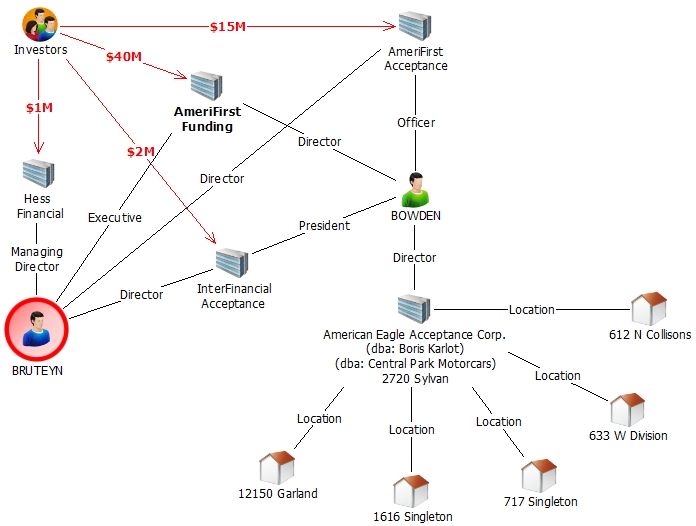 Investors
$15M
AmeriFirst
Acceptance
$40M
$1M
AmeriFirst
Funding
Officer
Director
$2M
Director
Hess
Financial
Executive
BOWDEN
President
Managing
Director
Director
InterFinancial
Acceptance
Director
BRUTEYN
Location
612 N Collisons
American Eagle Acceptance Corp.
(dba: Boris Karlot)
(dba: Central Park Motorcars)
2720 Sylvan
Location
Location
Location
Location
633 W Division
12150 Garland
1616 Singleton
717 Singleton